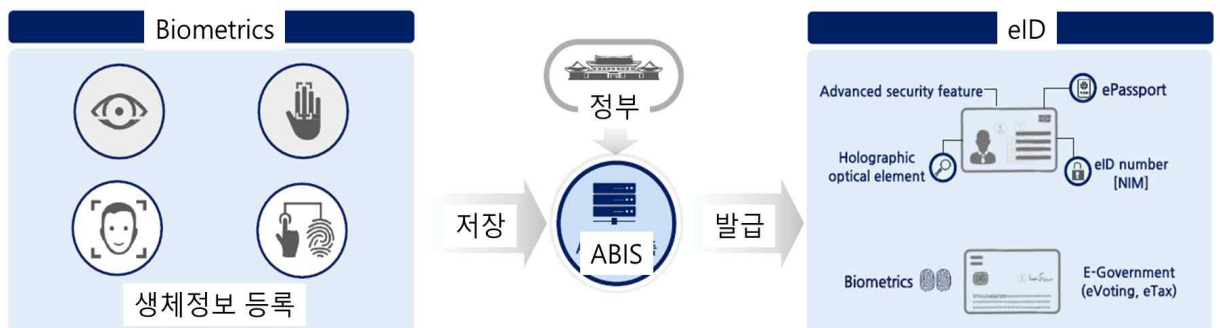 Biometrics
생체정보 등록
저장
정부
ABIS
발급
eID
Advanced security feature
ePassport
Holographic
optical element
eID number
[NIM]
Biometrics
E-Government
(eVoting, eTax)